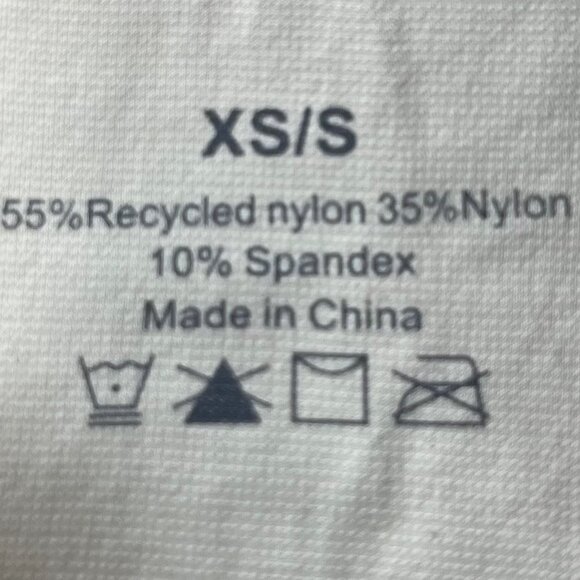 XS/S
55%Recycled nylon 35%Nylon
10% Spandex
Made in China